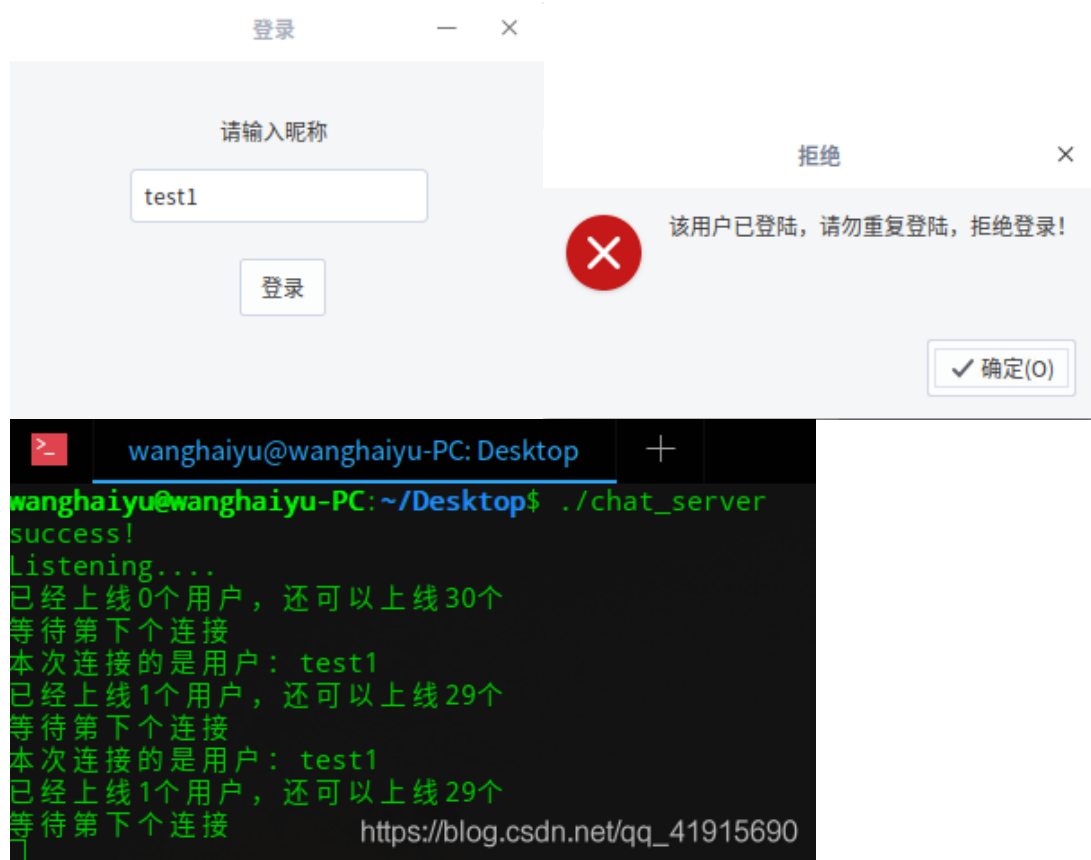 登录
请输入昵称
test1
登录
拒绝
该用户已登陆，请勿重复登陆，拒绝登录！
确定(O)
wanghaiyu@wanghaiyu-PC: Desktop
wanghaiyu@wanghaiyu-PC:~/Desktop$ ./chat_server
success!
Listening....
已经上线0个用户，还可以上线30个
等待第下个连接
本次连接的是用户：test1
已经上线1个用户，还可以上线29个
等待第下个连接
本次连接的是用户：test1
已经上线1个用户，还可以上线29个
等待第下个连接
https://blog.csdn.net/qq_41915690